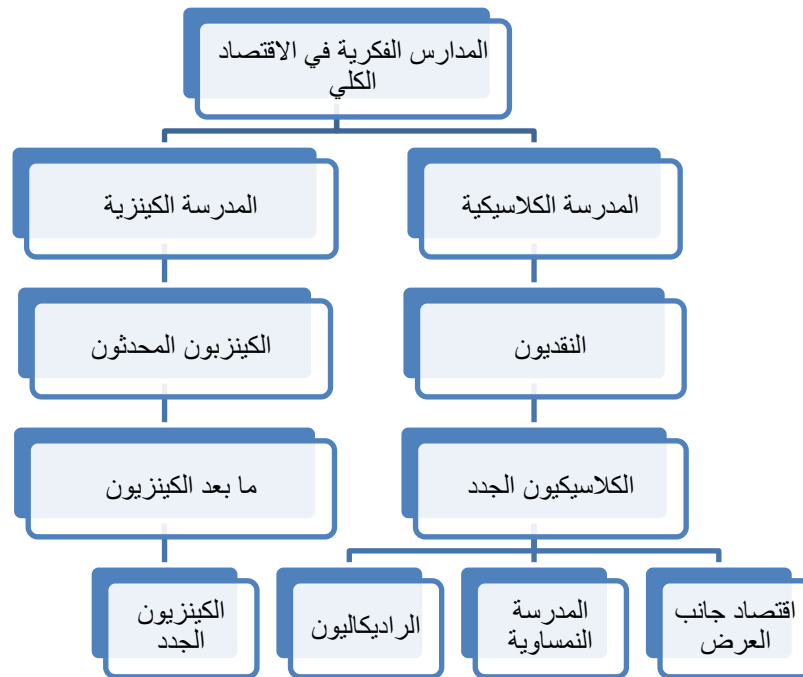 المدارس الفكرية في الاقتصاد
الكلي
المدرسة الكلاسيكية
المدرسة الكينزية
النقديون
الكينزبون المحدثون
الكلاسيكيون الجدد
ما بعد الكينزيون
اقتصاد جانب
العرض
المدرسة
النمساوية
الراديكاليون
الكينزيون
الجدد